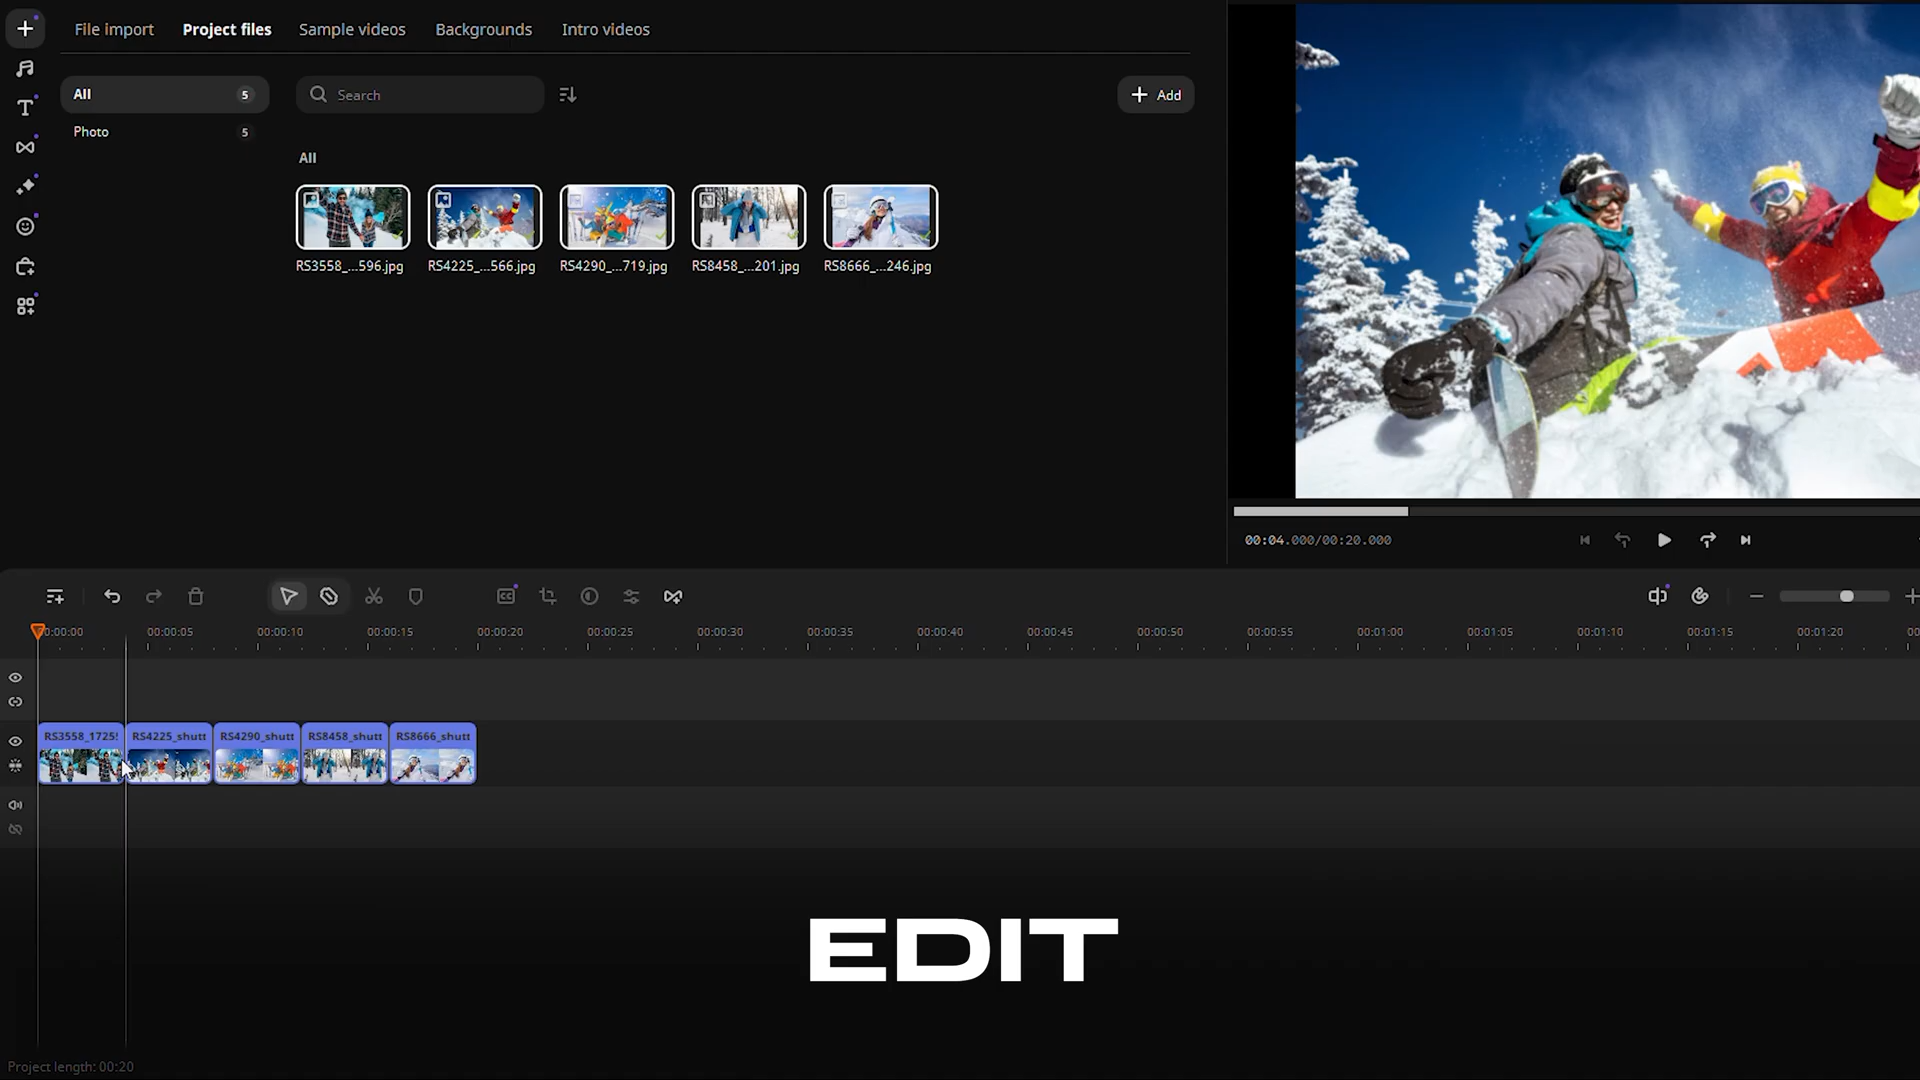 File import
Project files
Sample videos
Backgrounds
Intro videos
All 5
Search
Add
Photo 5
All
RS3558_...596.jpg
RS4225_...566.jpg
RS4290_...719.jpg
RS8458_...201.jpg
RS8666_...246.jpg
00:04.000/00:20.000
CC
00:00:05
00:00:10
00:00:15
00:00:20
00:00:25
00:00:30
00:00:35
00:00:40
00:00:45
00:00:50
00:00:55
00:01:00
00:01:05
00:01:10
00:01:15
00:01:20
RS4225_shutt
RS4290_shutt
RS8458_shutt
RS8666_shutt
EDIT
Project length: 00:20